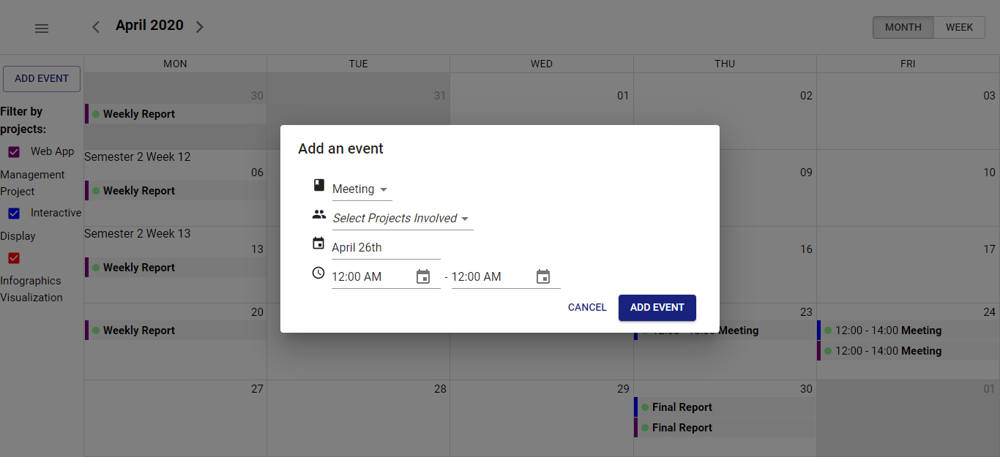 April 2020
MONTH WEEK
MON TUE WED THU FRI
ADD EVENT
30 31 01 02 03
Filter by
projects:
Weekly Report
Web App
Management
Project
Interactive
Display
Infographics
Visualization
Semester 2 Week 12
06 09 10
Weekly Report
Semester 2 Week 13
13 16 17
Weekly Report
20 23 24
Weekly Report
Meeting
12:00 - 14:00 Meeting
12:00 - 14:00 Meeting
27 28 29 30 01
Final Report
Final Report
Add an event
Meeting
Select Projects Involved
April 26th
12:00 AM - 12:00 AM
CANCEL ADD EVENT